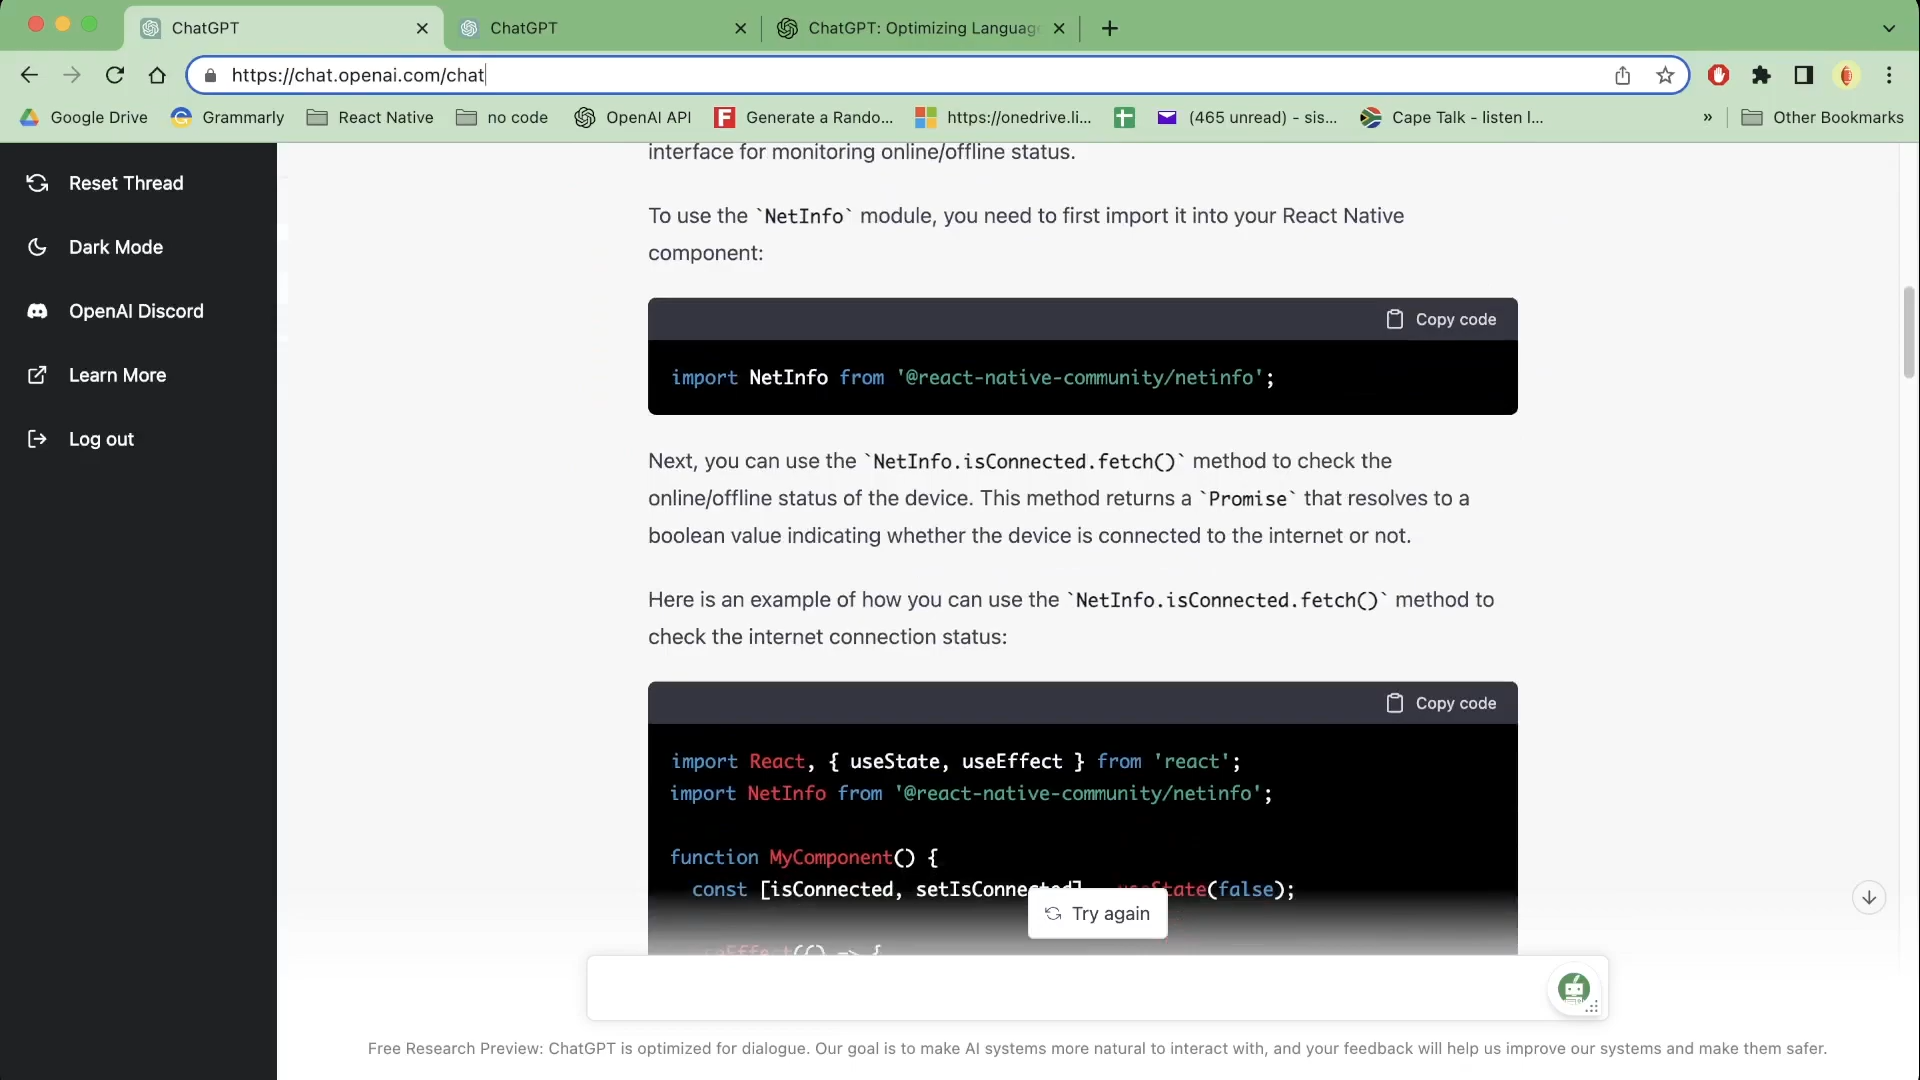 ChatGPT
ChatGPT
ChatGPT: Optimizing Languag
https://chat.openai.com/chat
Google Drive
Grammarly
React Native
no code
OpenAI API
Generate a Rando...
https://onedrive.li...
(465 unread) - sis...
Cape Talk - listen l...
»
Other Bookmarks
Reset Thread
Dark Mode
OpenAI Discord
Learn More
Log out
interface for monitoring online/offline status.
To use the `NetInfo` module, you need to first import it into your React Native
component:
Copy code
import NetInfo from '@react-native-community/netinfo';
Next, you can use the `NetInfo.isConnected.fetch()` method to check the
online/offline status of the device. This method returns a `Promise` that resolves to a
boolean value indicating whether the device is connected to the internet or not.
Here is an example of how you can use the `NetInfo.isConnected.fetch()` method to
check the internet connection status:
Copy code
import React, { useState, useEffect } from 'react';
import NetInfo from '@react-native-community/netinfo';
function MyComponent() {
const [isConnected, setIsConnected] useState(false);
Try again
useEffect(() => {
Free Research Preview: ChatGPT is optimized for dialogue. Our goal is to make AI systems more natural to interact with, and your feedback will help us improve our systems and make them safer.